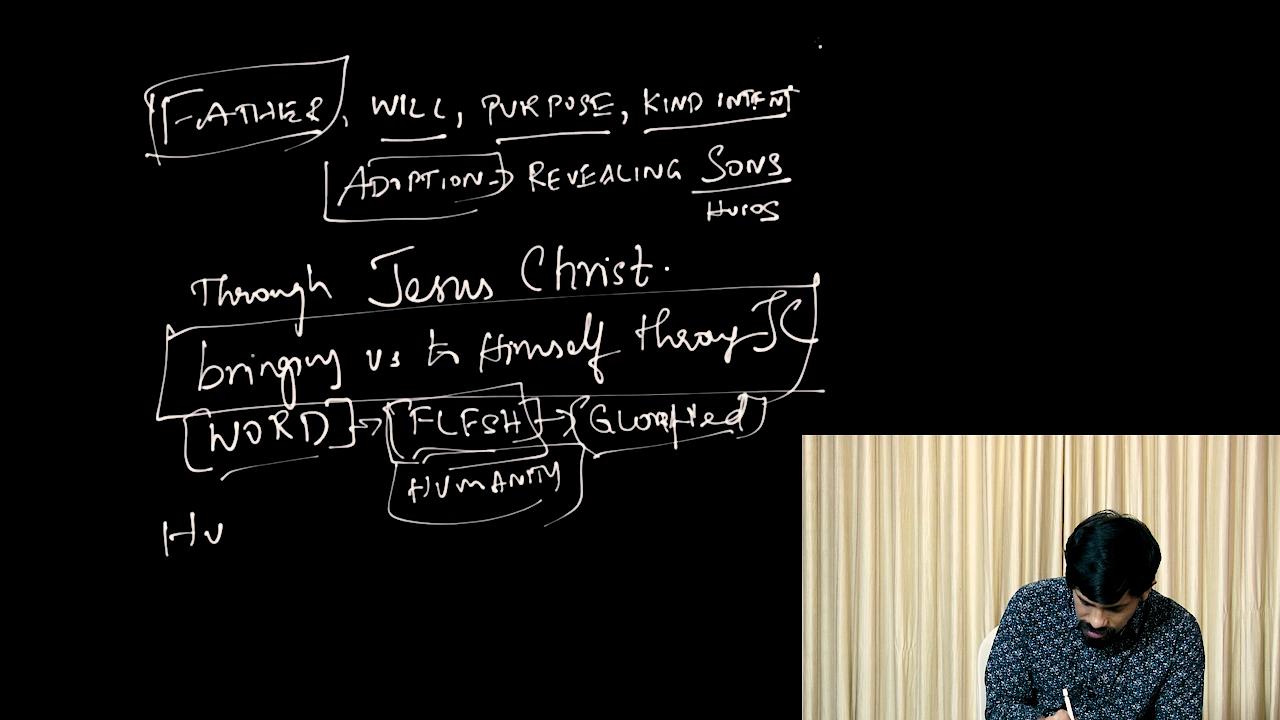 FATHER, WILL, PURPOSE, KIND INTENT
ADOPTION → REVEALING SONS
Huios
Through Jesus Christ.
bringing us to Himself through JC
[WORD] → [FLESH] → [Glorified]
HUMANITY
Hu